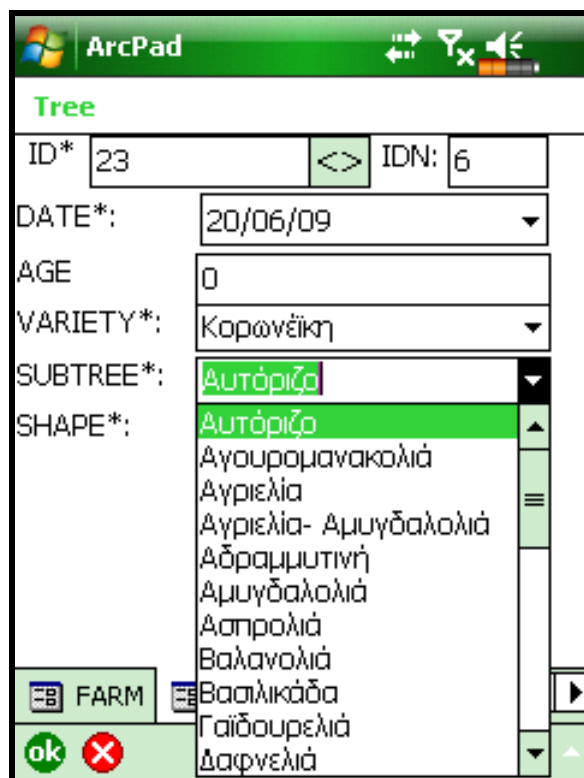 ArcPad
Tree
ID* 23 <> IDN: 6
DATE*: 20/06/09
AGE 0
VARIETY*: Κορωνέϊκη
SUBTREE*: Αυτόριζο
SHAPE*:
Αυτόριζο
Αγουρομανακολιά
Αγριελία
Αγριελία- Αμυγδαλολιά
Αδραμμυτινή
Αμυγδαλολιά
Ασπρολιά
Βαλανολιά
Βασιλικάδα
Γαϊδουρελιά
Δαφνελιά
FARM
ok